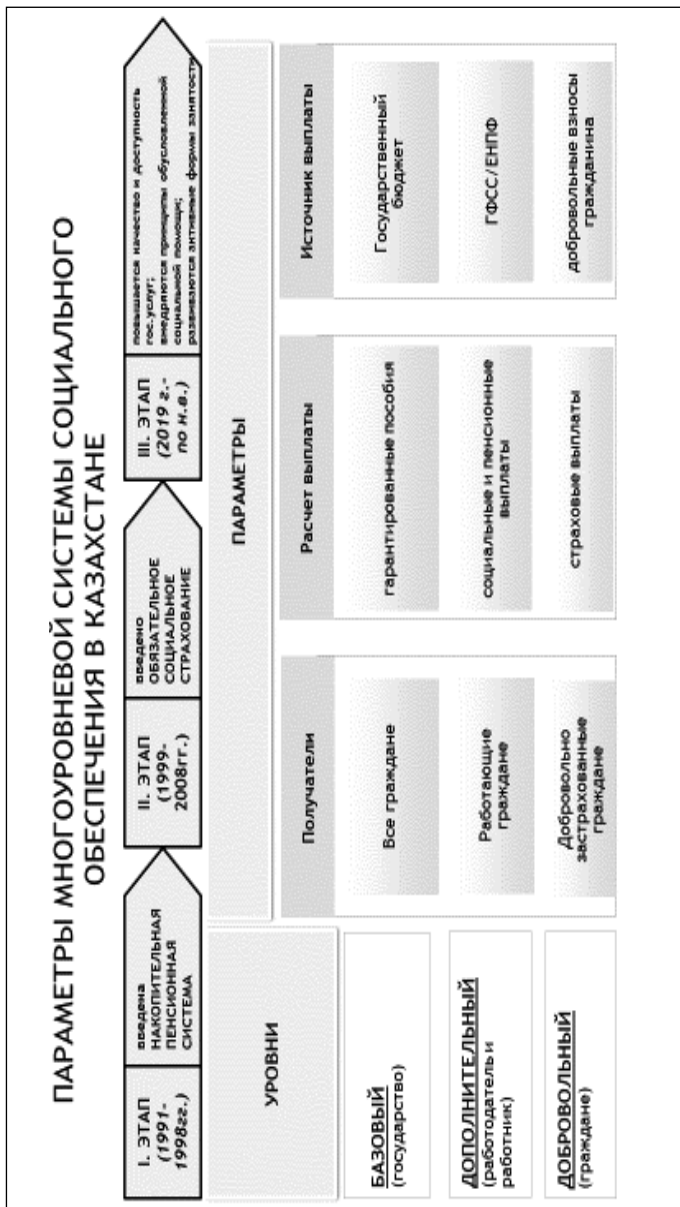 ПАРАМЕТРЫ МНОГОУРОВНЕВОЙ СИСТЕМЫ СОЦИАЛЬНОГО
ОБЕСПЕЧЕНИЯ В КАЗАХСТАНЕ
I. ЭТАП
(1991-
1998гг.)
введена
НАКОПИТЕЛЬНАЯ
ПЕНСИОННАЯ
СИСТЕМА
II. ЭТАП
(1999-
2008гг.)
введено
ОБЯЗАТЕЛЬНОЕ
СОЦИАЛЬНОЕ
СТРАХОВАНИЕ
III. ЭТАП
(2019 г.-
по н.в.)
повышается качество и доступность
гос.услуг;
внедряются принципы обусловленной
социальной помощи;
развиваются активные формы занятости
УРОВНИ
ПАРАМЕТРЫ
Получатели
Расчет выплаты
Источник выплаты
БАЗОВЫЙ
(государство)
Все граждане
гарантированные пособия
Государственный
бюджет
ДОПОЛНИТЕЛЬНЫЙ
(работодатель и
работник)
Работающие
граждане
социальные и пенсионные
выплаты
ГФСС/ЕНПФ
ДОБРОВОЛЬНЫЙ
(граждане)
Добровольно
застрахованные
граждане
страховые выплаты
добровольные взносы
гражданина